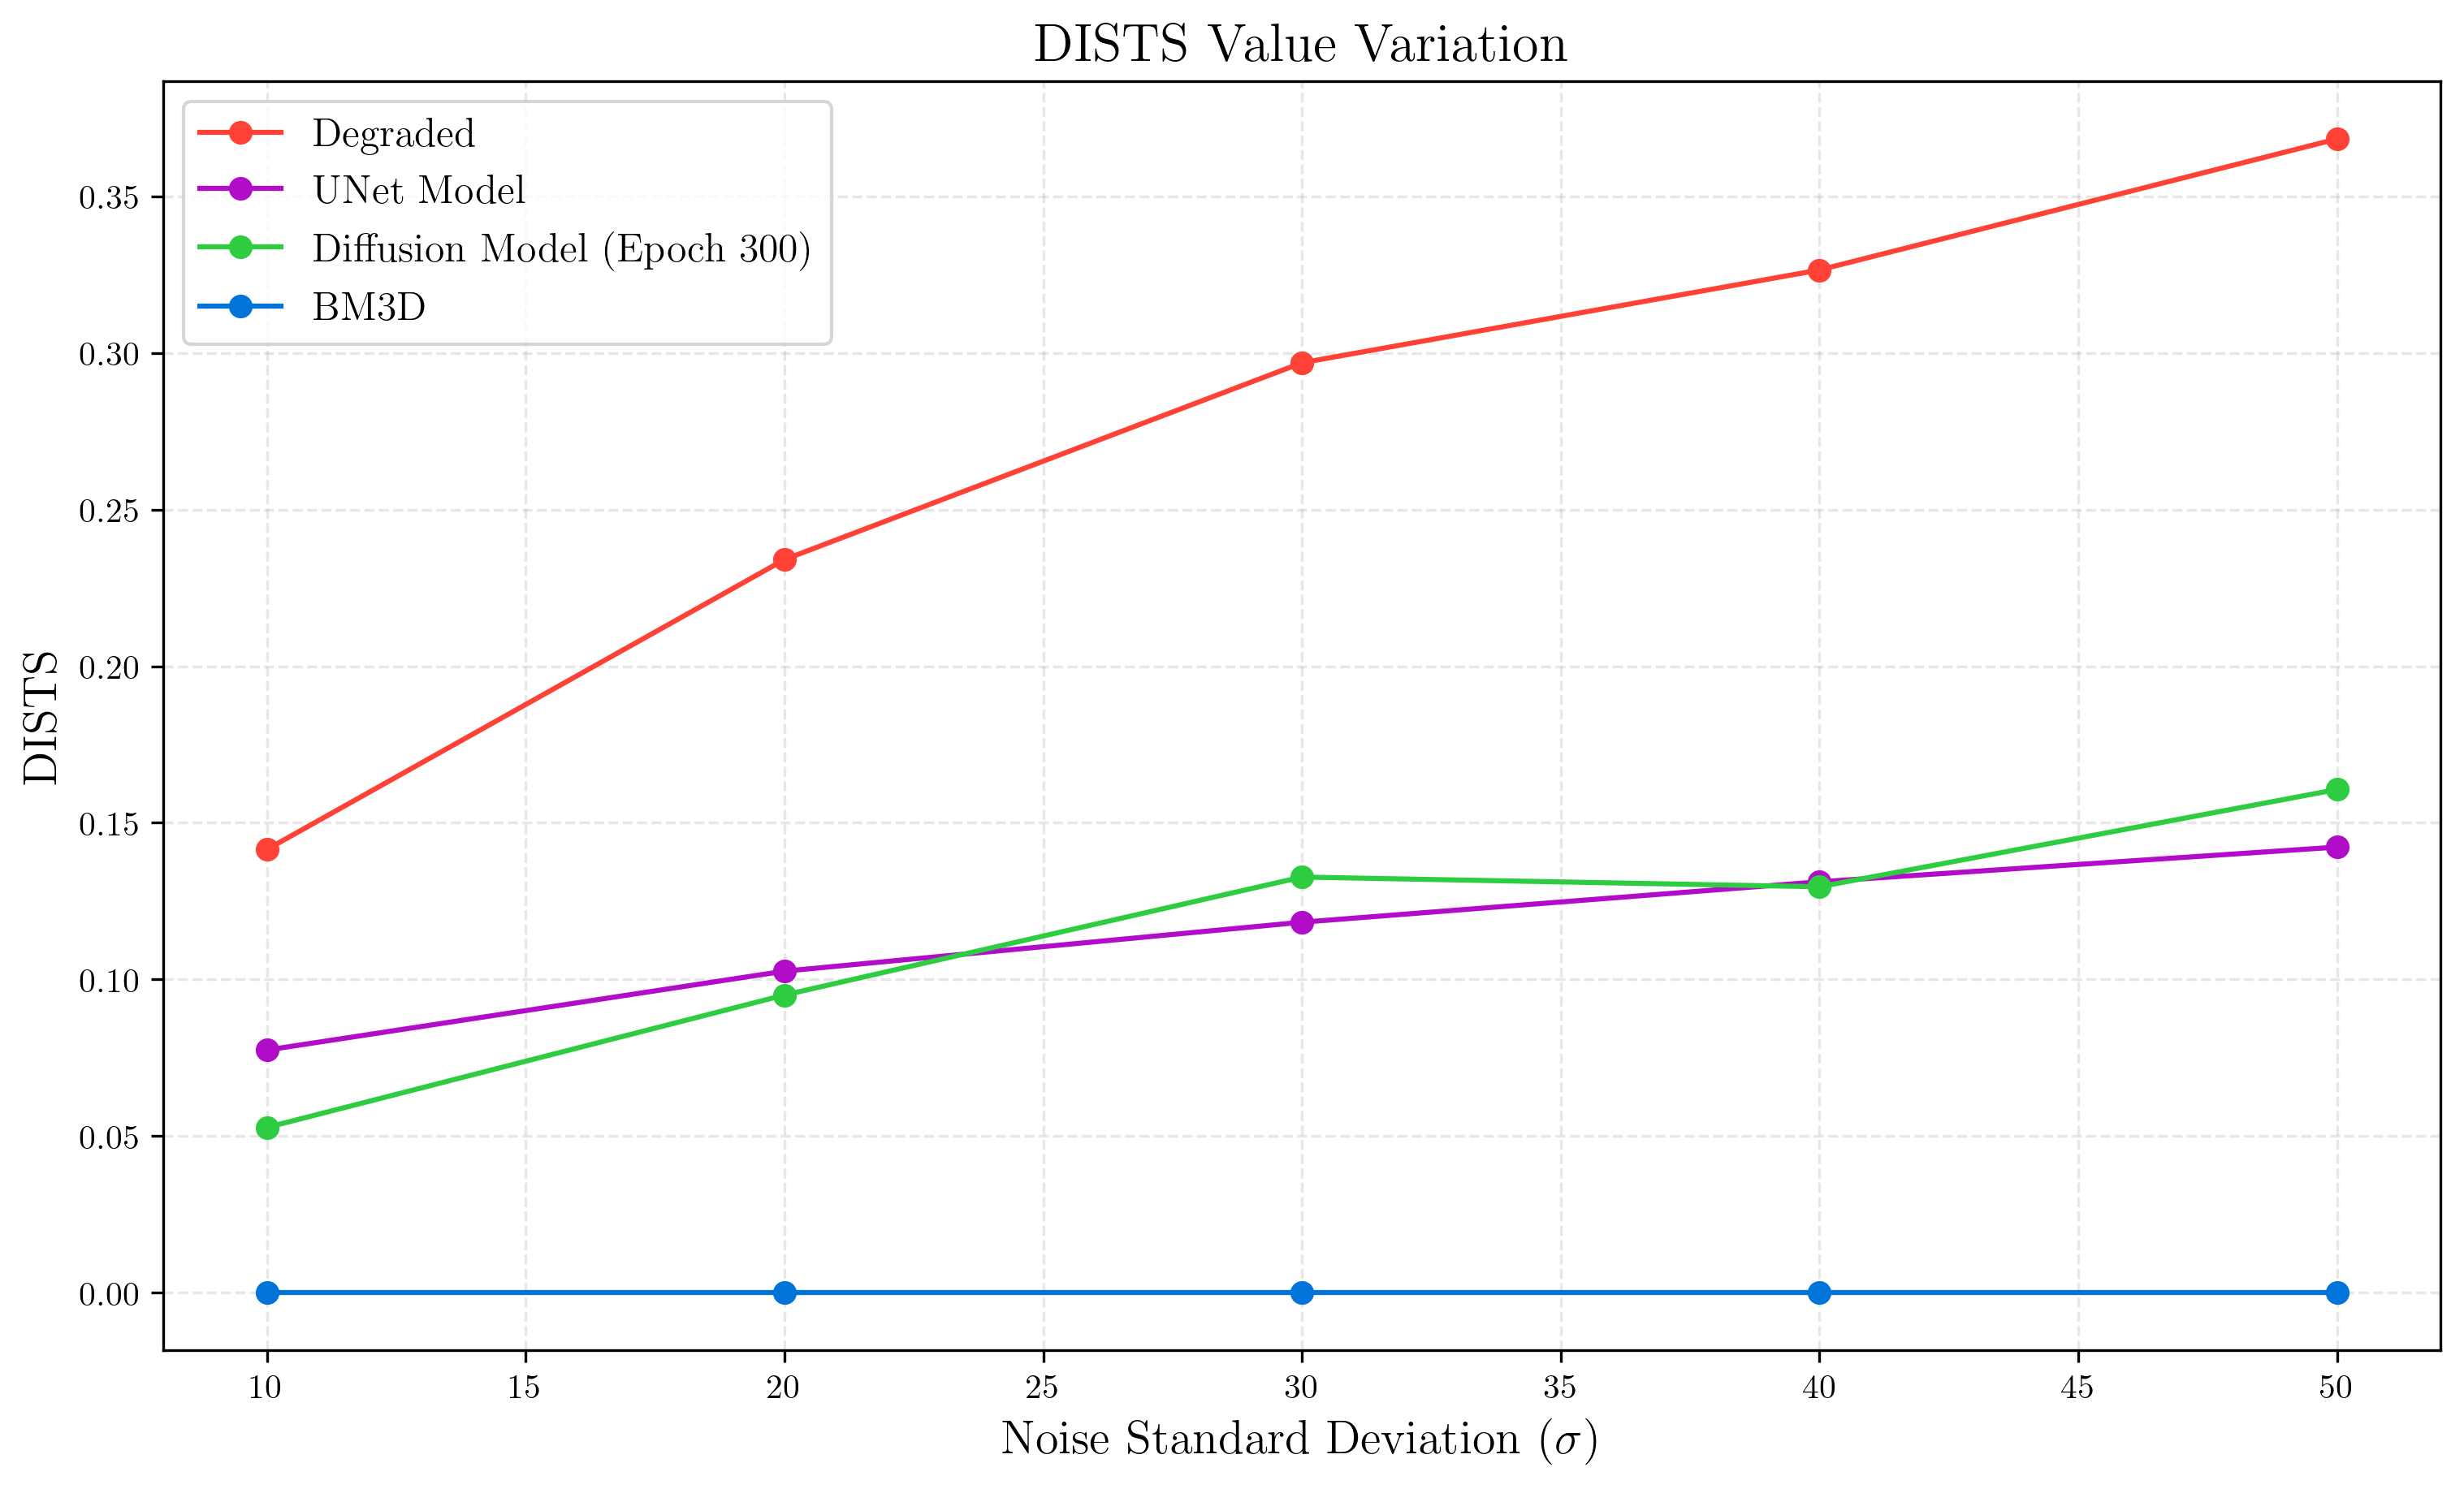 DISTS Value Variation
Degraded
UNet Model
Diffusion Model (Epoch 300)
BM3D
0.35
0.30
0.25
0.20
0.15
0.10
0.05
0.00
DISTS
10 15 20 25 30 35 40 45 50
Noise Standard Deviation (σ)